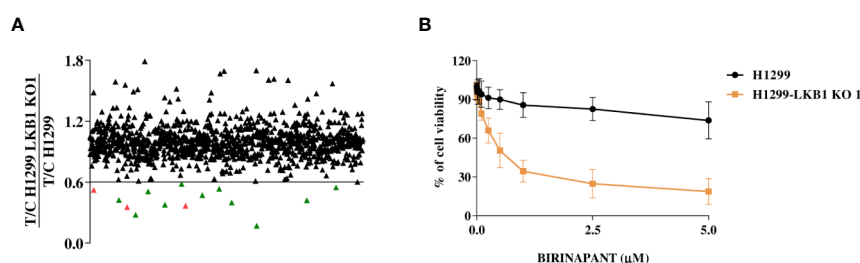 A
B
T/C H1299 LKB1 KO1
T/C H1299
1.8
1.2
0.6
0.0
% of cell viability
120
90
60
30
0
0.0 2.5 5.0
BIRINAPANT (μM)
H1299
H1299-LKB1 KO 1